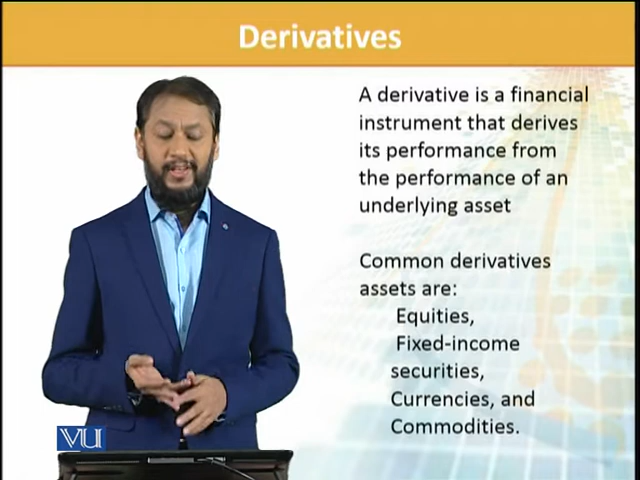 Derivatives
A derivative is a financial
instrument that derives
its performance from
the performance of an
underlying asset
Common derivatives
assets are:
Equities,
Fixed-income
securities,
Currencies, and
Commodities.
VU